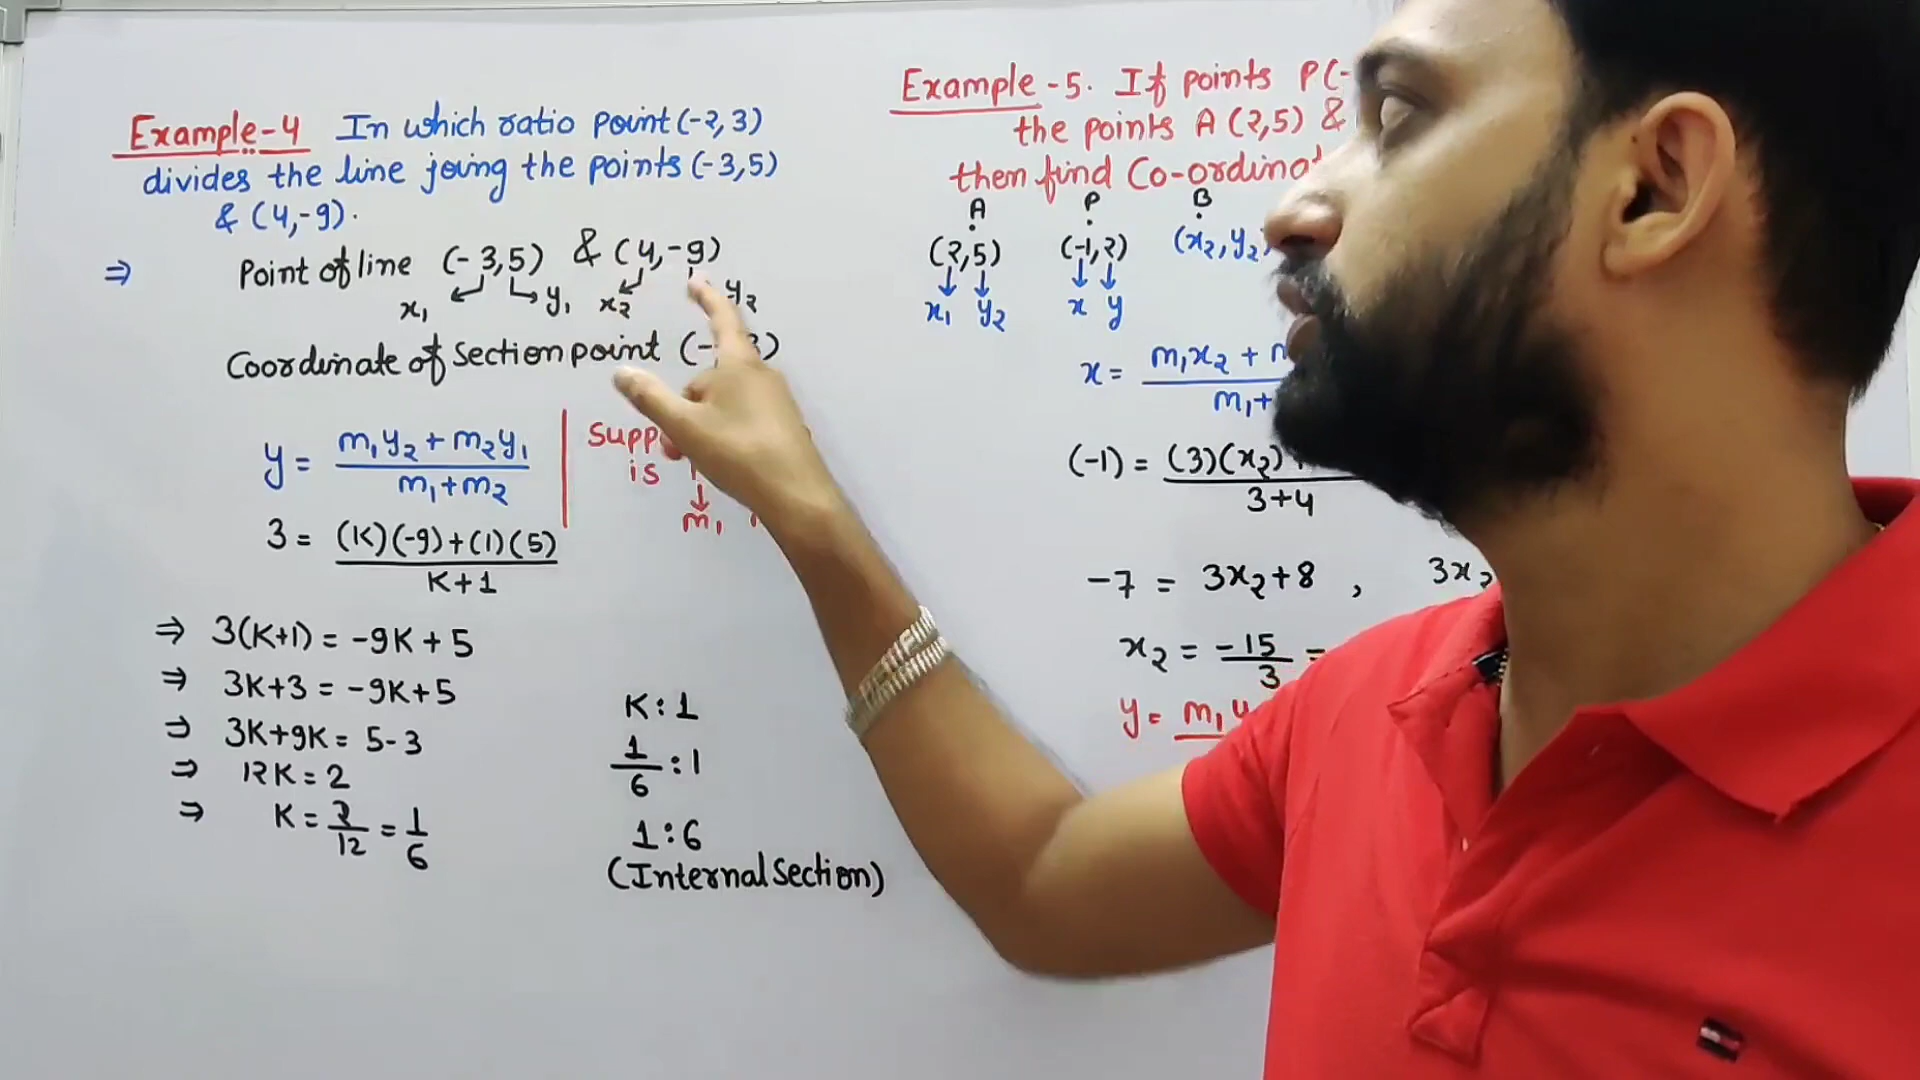 Example-4 In which ratio point (-2,3)
divides the line joing the points (-3,5)
& (4,-9).
⇒ Point of line (-3,5) & (4,-9)
x₁ y₁ x₂ y₂
Coordinate of Section point
y = m₁y₂+m₂y₁ / m₁+m₂
is
m₁
3 = (K)(-9)+(1)(5) / K+1
⇒ 3(K+1) = -9K+5
⇒ 3K+3 = -9K+5
⇒ 3K+9K = 5-3
⇒ 12K = 2
⇒ K = 2/12 = 1/6
K:1
1/6 :1
1:6
(Internal Section)
Example-5. If points P(-
the points A (2,5) &
then find
A P B
(2,5) (-1,2) (x₂,y₂)
x₁ y₂ x y
x = m₁x₂ +
m₁+
(-1) = (3)(x₂)
3+4
-7 = 3x₂+8 , 3x₂
x₂ = -15/3 =
y = m₁